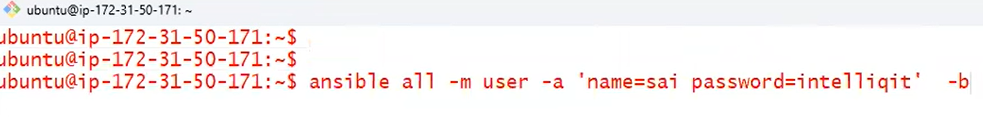 ubuntu@ip-172-31-50-171: ~
ubuntu@ip-172-31-50-171:~$
ubuntu@ip-172-31-50-171:~$
ubuntu@ip-172-31-50-171:~$ ansible all -m user -a 'name=sai password=intelliqit'  -b